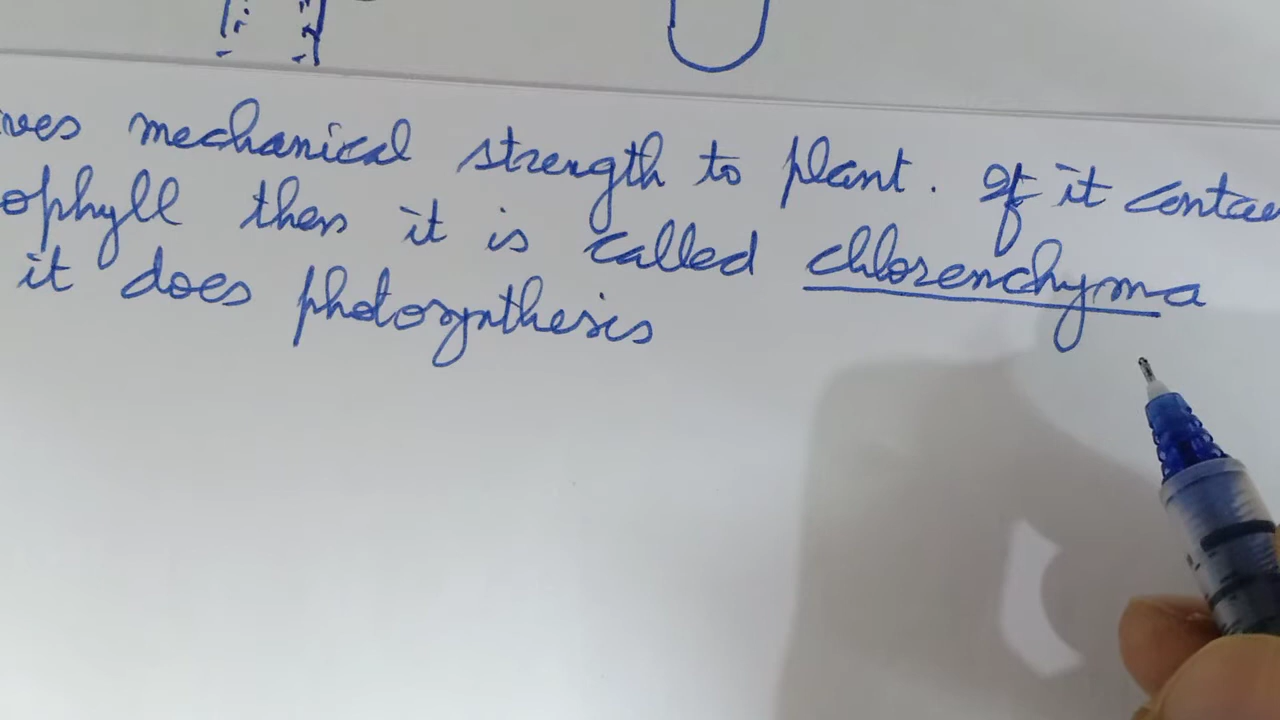 ves mechanical strength to plant. If it contai
ophyll then it is called chlorenchyma
it does photosynthesis